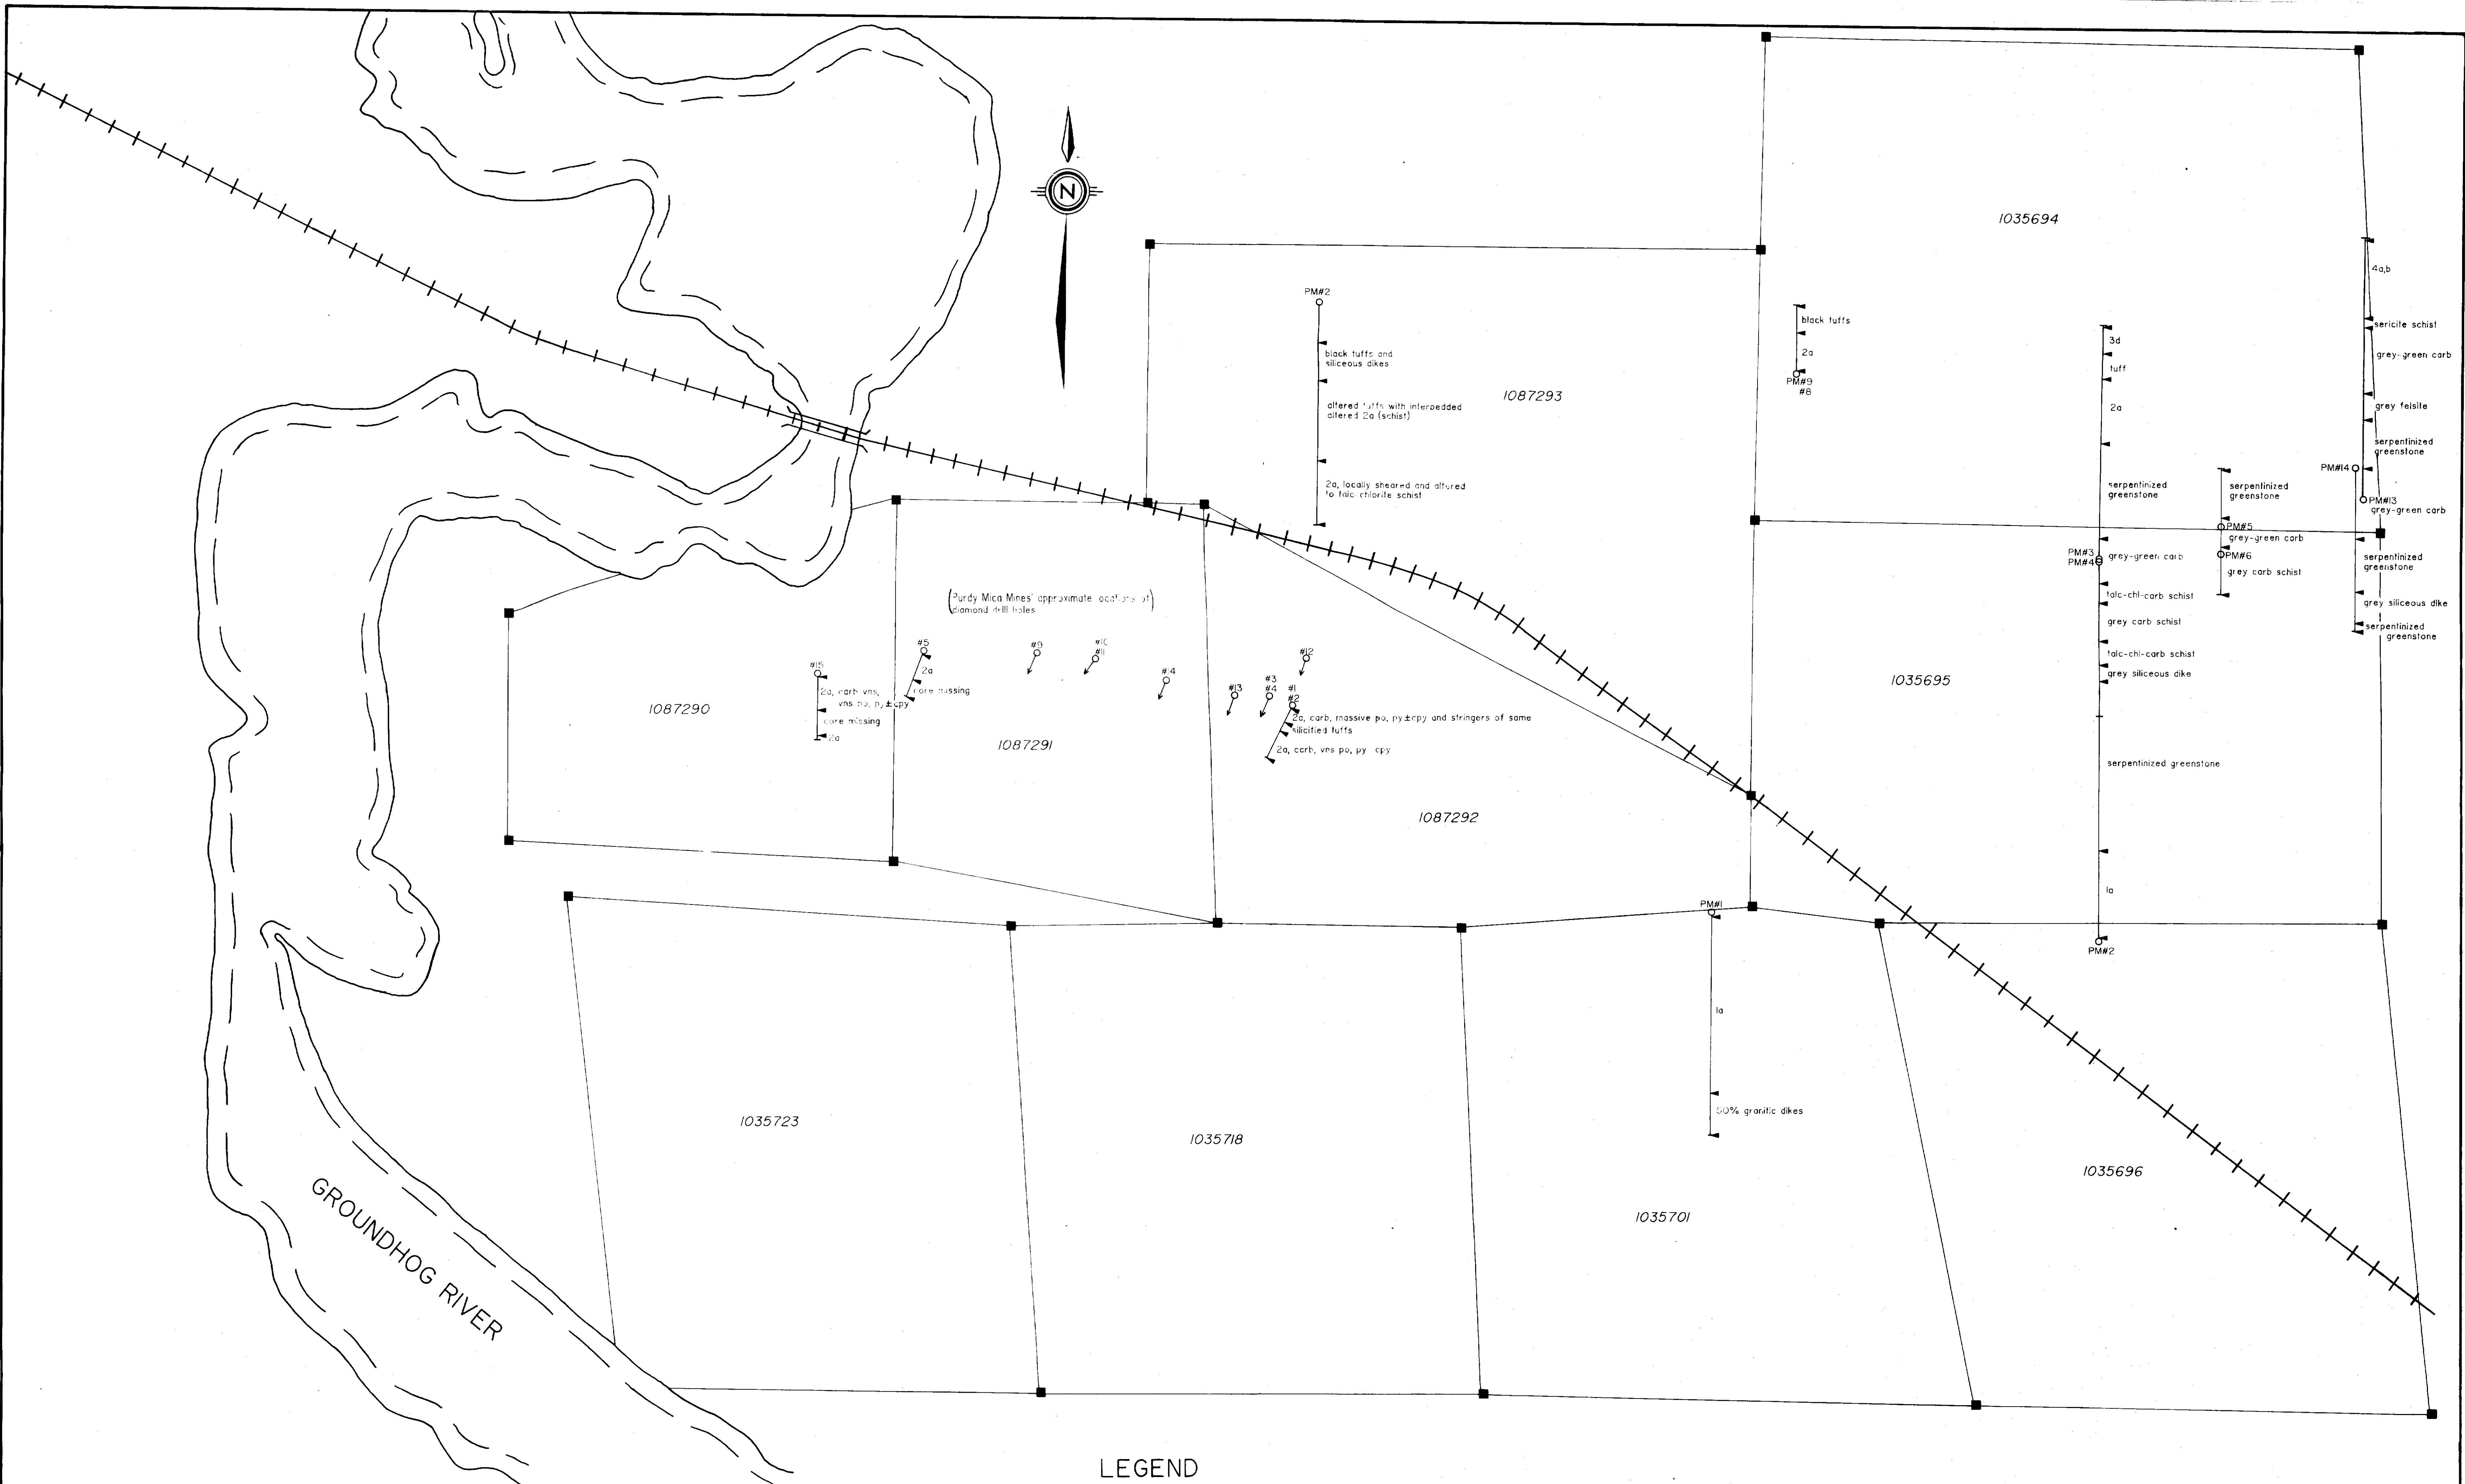 N
1035694
4a,b
sericite schist
grey-green carb
grey felsite
serpentinized
greenstone
PM#14
PM#13
grey-green carb
serpentinized
greenstone
grey siliceous dike
serpentinized
greenstone
PM#2
black tuffs and
siliceous dikes
altered tuffs with interbedded
altered 2a (schist)
2a, locally sheared and altered
to talc chlorite schist
1087293
black tuffs
2a
PM#9
#8
3d
tuff
2a
serpentinized
greenstone
PM#3
PM#4
grey-green carb
talc-chl-carb schist
grey carb schist
talc-chl-carb schist
grey siliceous dike
serpentinized greenstone
1a
PM#2
serpentinized
greenstone
PM#5
grey-green carb
PM#6
grey carb schist
1035695
(Purdy Mica Mines' approximate locations of)
diamond drill holes
#15
2a, carb vns,
vns po, py±cpy
core missing
2a
#5
2a
core missing
#9
#10
#11
#14
#13
#3
#4
#12
#1
#2
2a, carb, massive po, py±cpy and stringers of same
silicified tuffs
2a, carb, vns po, py cpy
1087290
1087291
1087292
PM#1
1a
50% granitic dikes
1035723
1035718
1035701
1035696
GROUNDHOG RIVER
LEGEND